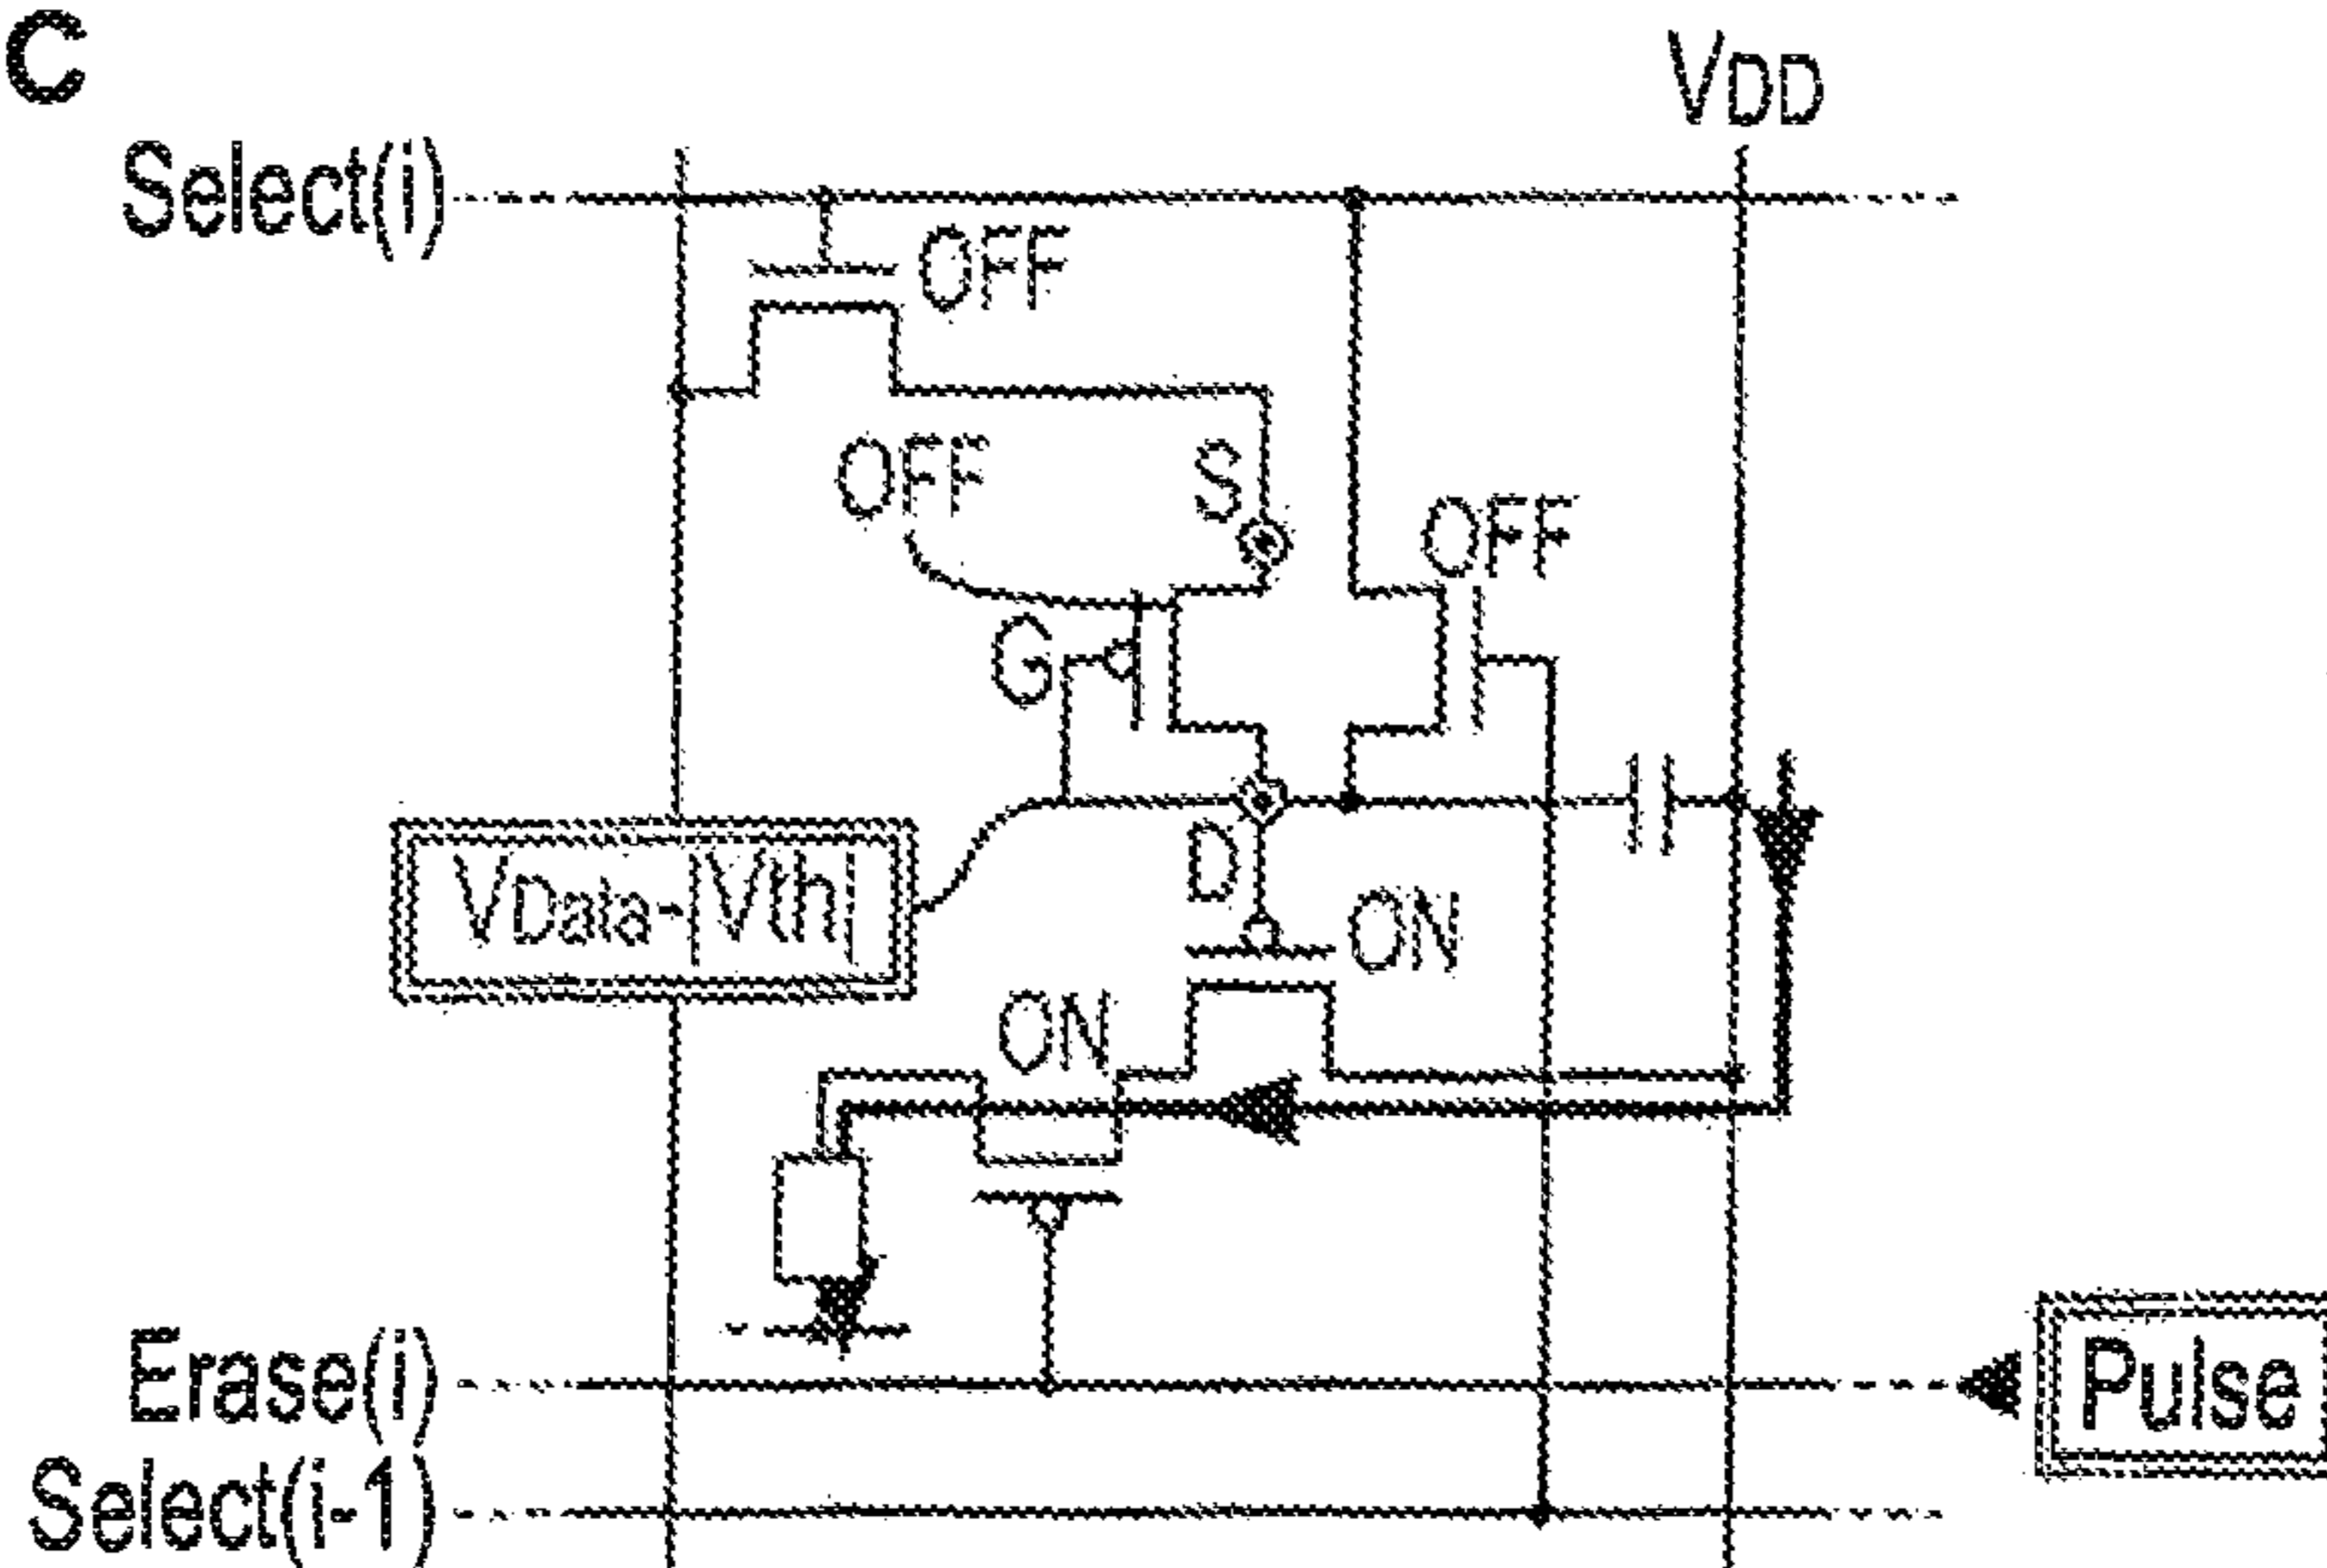 C
VDD
Select(i)
OFF
OFF
S
OFF
G
D
VData-|Vth|
ON
ON
Erase(i)
Pulse
Select(i-1)